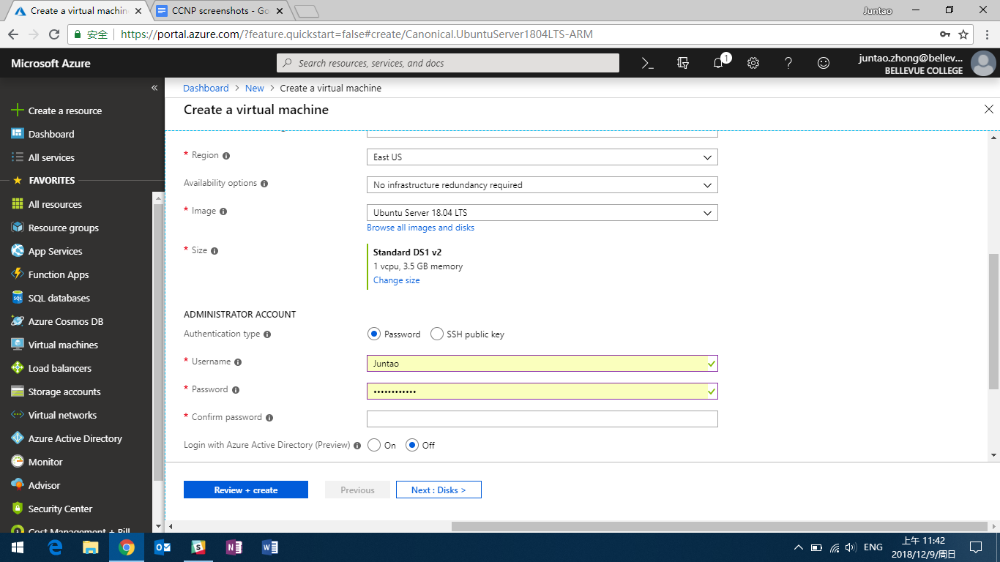 Create a virtual machin
CCNP screenshots - Go
Juntao
安全
https://portal.azure.com/?feature.quickstart=false#create/Canonical.UbuntuServer1804LTS-ARM
Microsoft Azure
Search resources, services, and docs
1
juntao.zhong@bellev...
BELLEVUE COLLEGE
Dashboard > New > Create a virtual machine
Create a virtual machine
Create a resource
Dashboard
All services
FAVORITES
All resources
Resource groups
App Services
Function Apps
SQL databases
Azure Cosmos DB
Virtual machines
Load balancers
Storage accounts
Virtual networks
Azure Active Directory
Monitor
Advisor
Security Center
Cost Management + Bill
* Region
East US
Availability options
No infrastructure redundancy required
* Image
Ubuntu Server 18.04 LTS
Browse all images and disks
* Size
Standard DS1 v2
1 vcpu, 3.5 GB memory
Change size
ADMINISTRATOR ACCOUNT
Authentication type
Password
SSH public key
* Username
Juntao
* Password
••••••••••••
* Confirm password
Login with Azure Active Directory (Preview)
On
Off
Review + create
Previous
Next : Disks >
ENG
上午 11:42
2018/12/9/周日